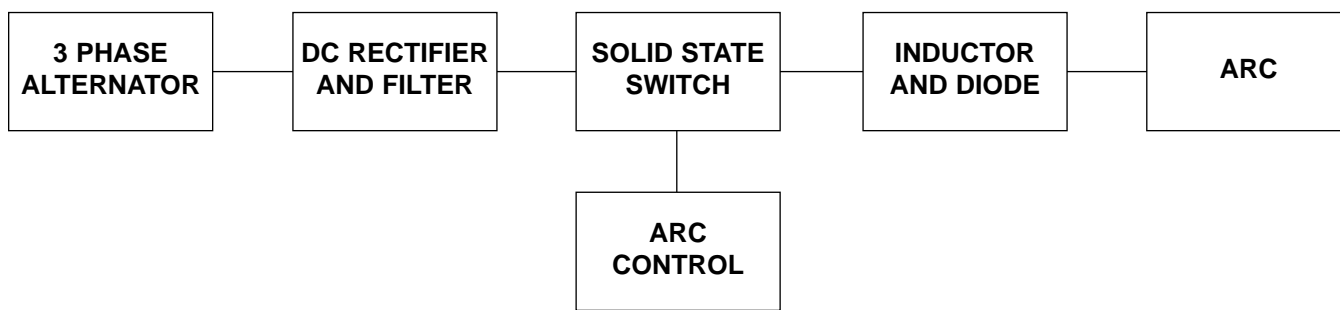 3 PHASE
ALTERNATOR
DC RECTIFIER
AND FILTER
SOLID STATE
SWITCH
INDUCTOR
AND DIODE
ARC
ARC
CONTROL